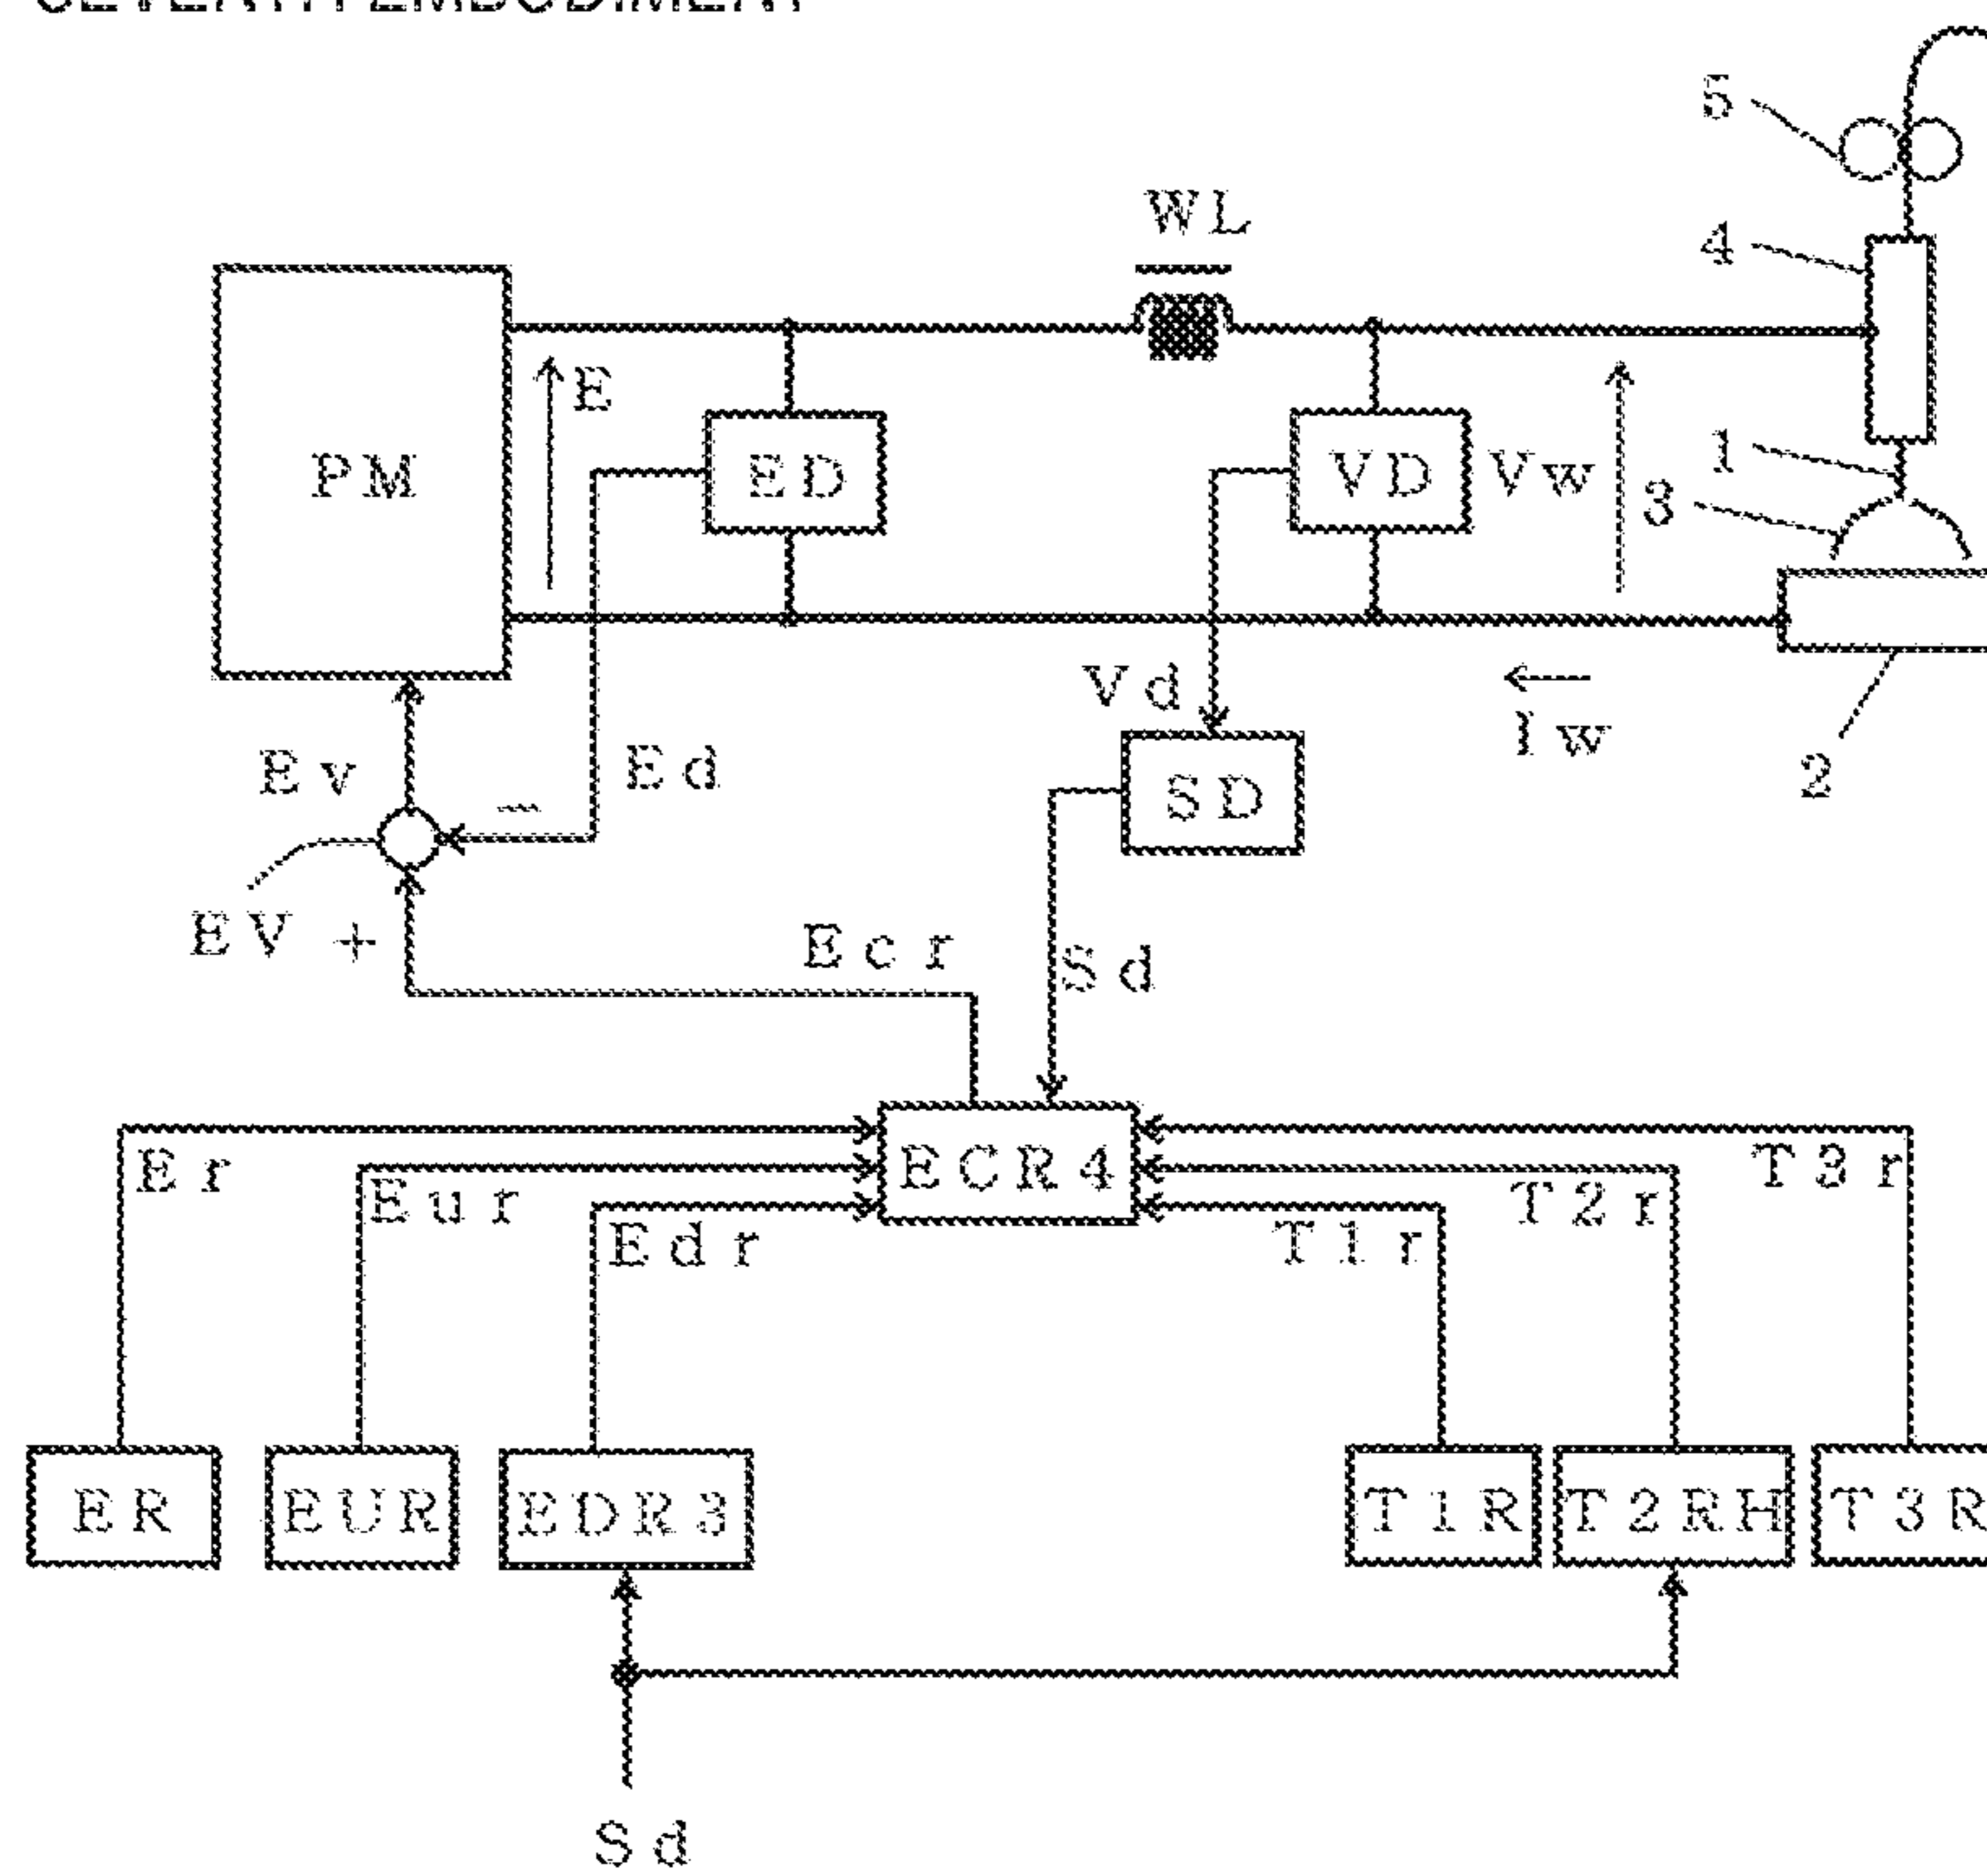 5
WL
4
E
PM
ED
VD
Vw
1
3
Vd
Iw
Ev
Ed
−
SD
2
EV
+
Ecr
Sd
Er
ECR4
T3r
Eur
T2r
Edr
T1r
ER
EUR
EDR3
T1R
T2RH
T3R
Sd